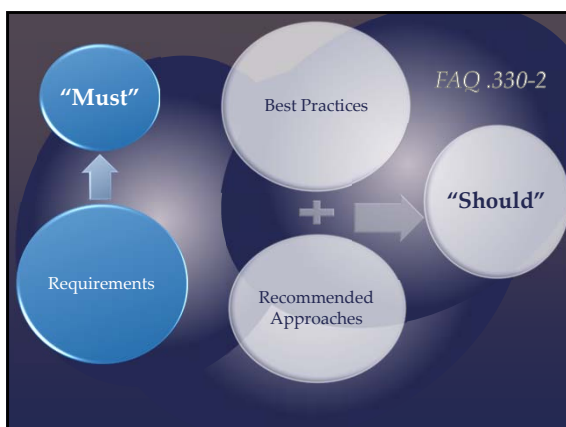 “Must”
Requirements
Best Practices
Recommended
Approaches
FAQ .330-2
“Should”
+